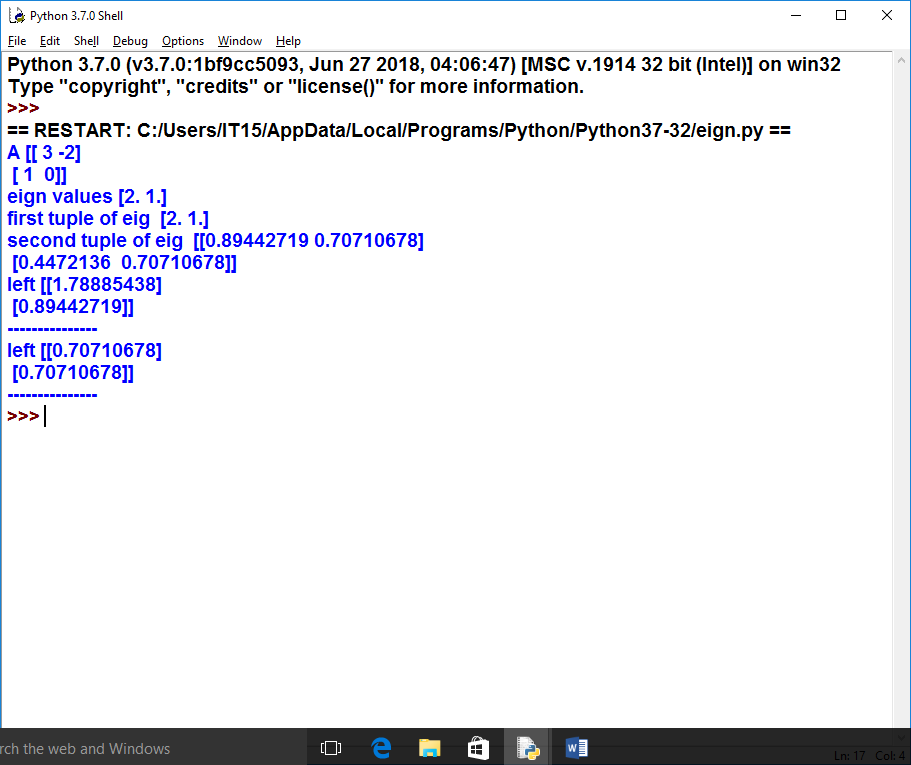 Python 3.7.0 Shell
File Edit Shell Debug Options Window Help
Python 3.7.0 (v3.7.0:1bf9cc5093, Jun 27 2018, 04:06:47) [MSC v.1914 32 bit (Intel)] on win32
Type "copyright", "credits" or "license()" for more information.
>>>
== RESTART: C:/Users/IT15/AppData/Local/Programs/Python/Python37-32/eign.py ==
A [[ 3 -2]
 [ 1  0]]
eign values [2. 1.]
first tuple of eig  [2. 1.]
second tuple of eig  [[0.89442719 0.70710678]
 [0.4472136  0.70710678]]
left [[1.78885438]
 [0.89442719]]
---------------
left [[0.70710678]
 [0.70710678]]
---------------
>>>
rch the web and Windows
Ln: 17 Col: 4